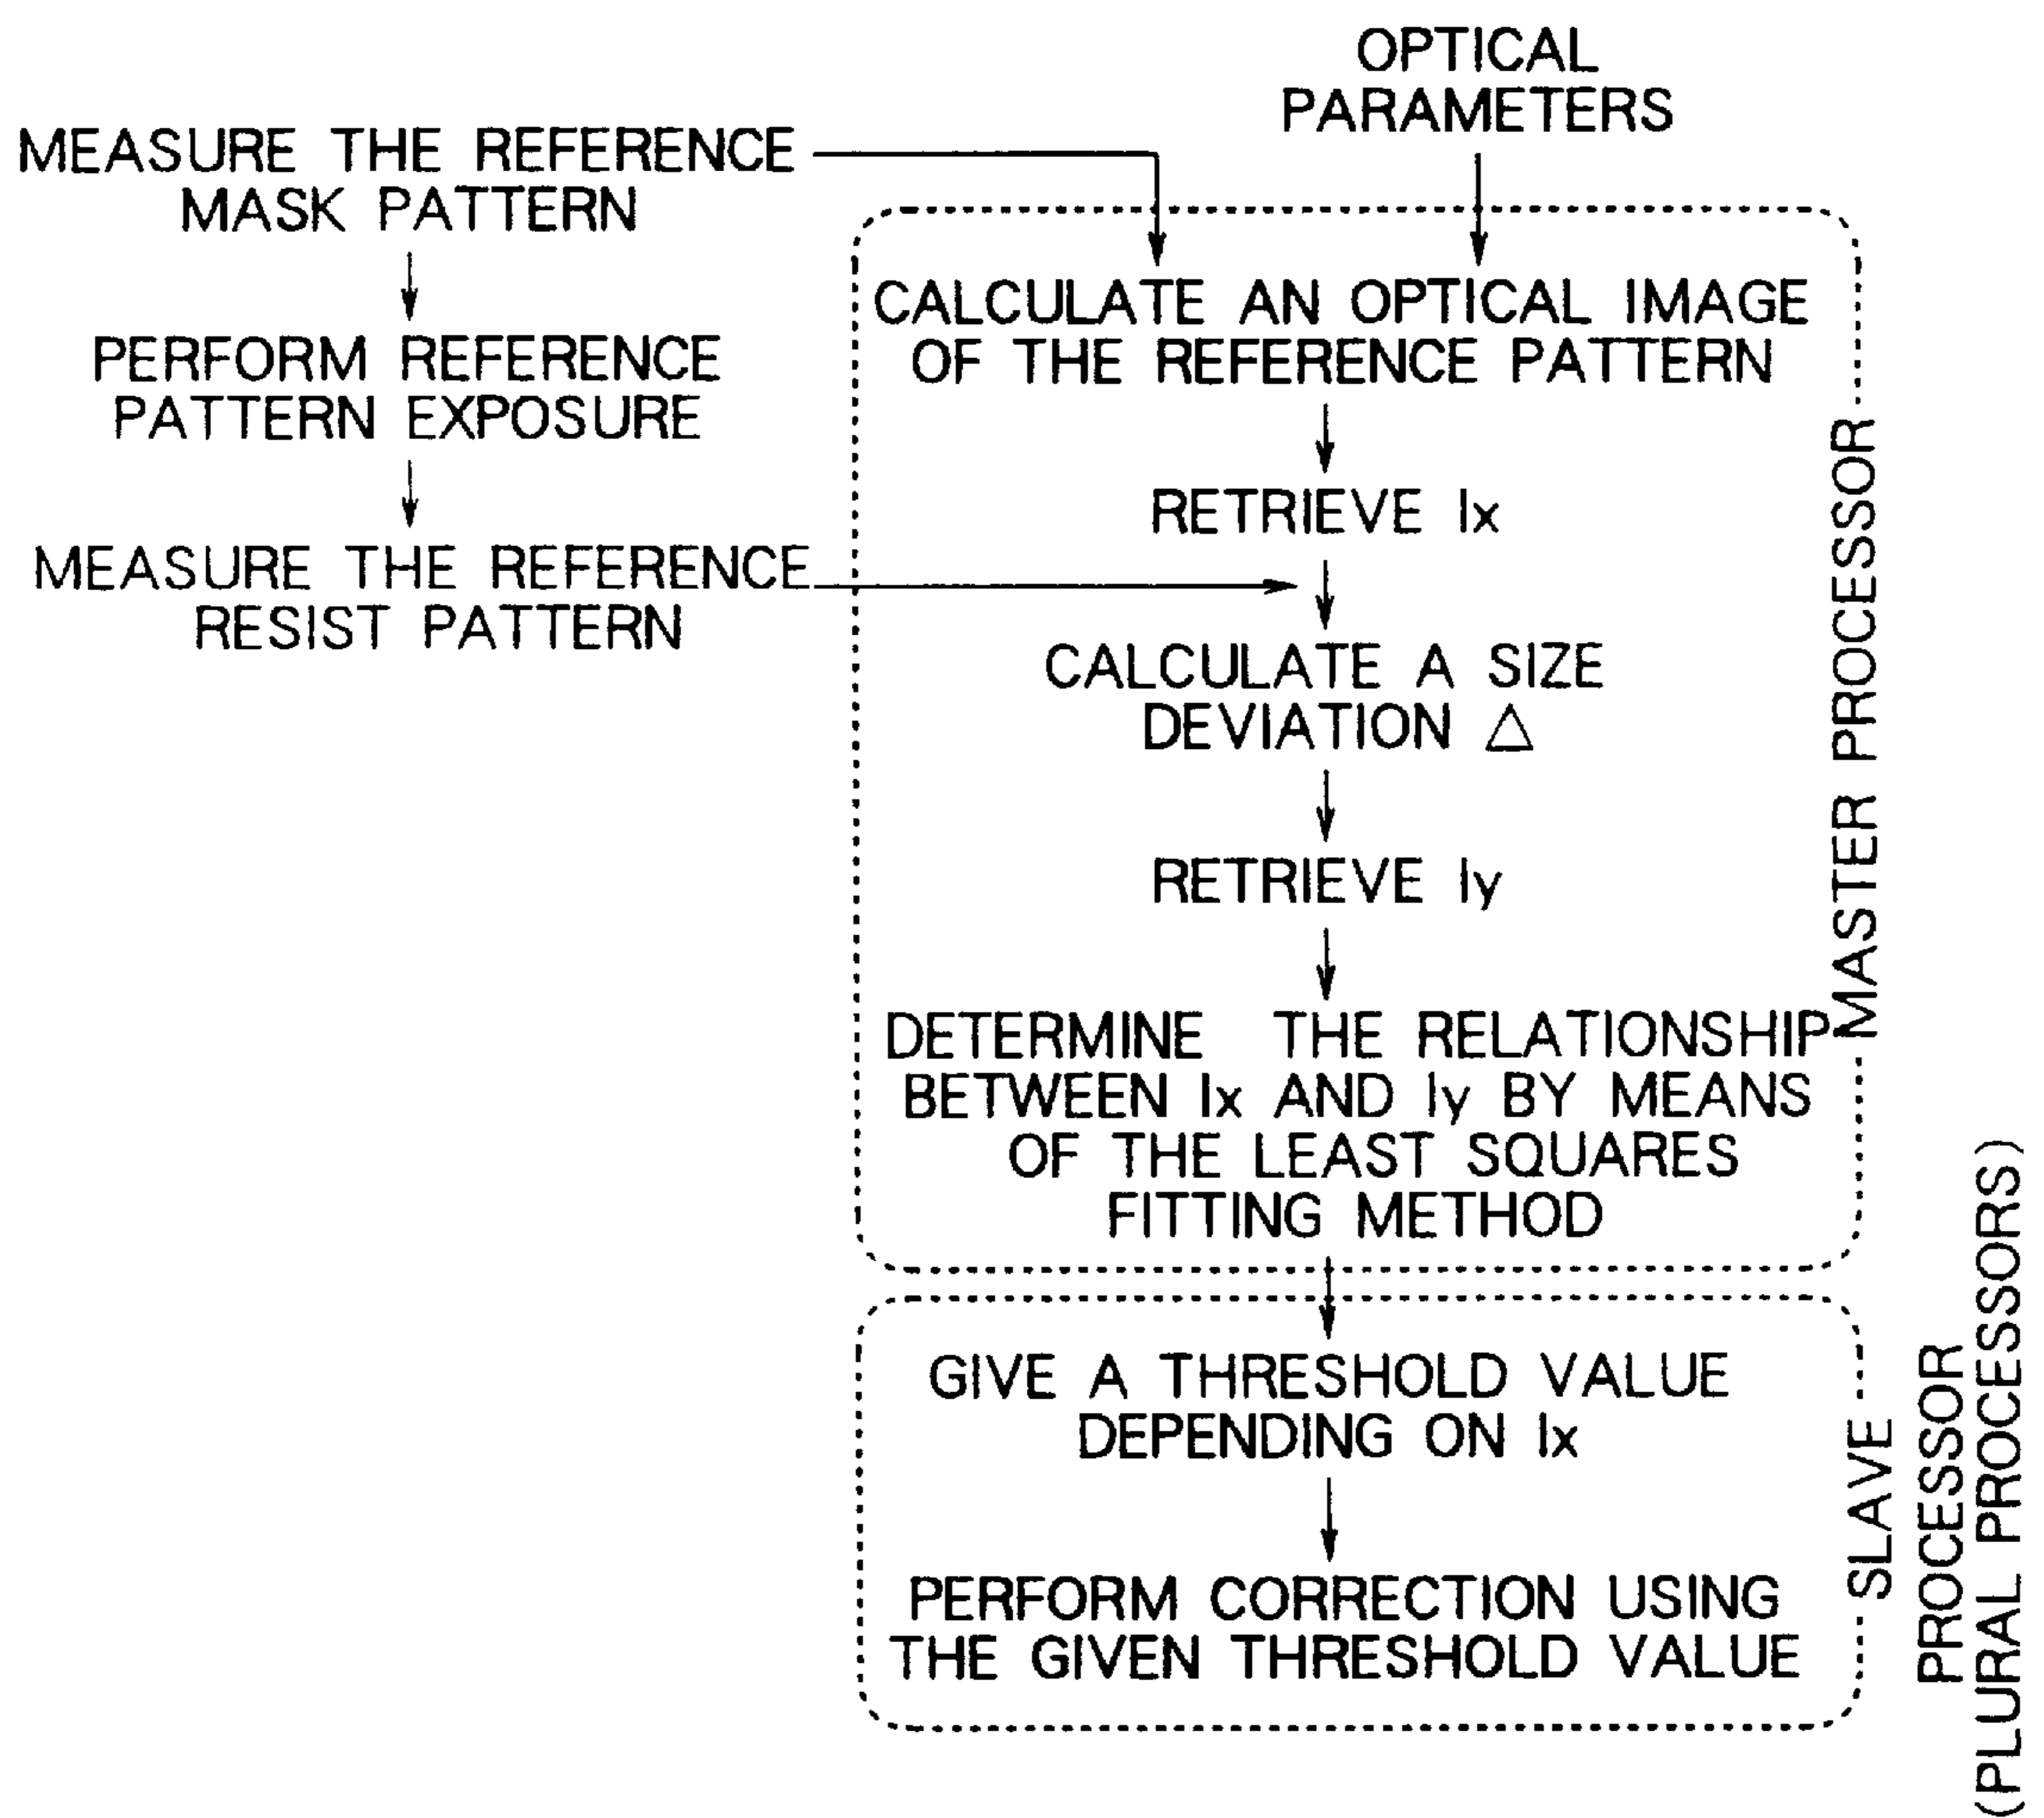 OPTICAL
PARAMETERS
MEASURE THE REFERENCE
MASK PATTERN
PERFORM REFERENCE
PATTERN EXPOSURE
MEASURE THE REFERENCE
RESIST PATTERN
CALCULATE AN OPTICAL IMAGE
OF THE REFERENCE PATTERN
RETRIEVE Ix
CALCULATE A SIZE
DEVIATION △
RETRIEVE Iy
DETERMINE THE RELATIONSHIP
BETWEEN Ix AND Iy BY MEANS
OF THE LEAST SQUARES
FITTING METHOD
MASTER PROCESSOR
GIVE A THRESHOLD VALUE
DEPENDING ON Ix
PERFORM CORRECTION USING
THE GIVEN THRESHOLD VALUE
SLAVE
PROCESSOR
(PLURAL PROCESSORS)